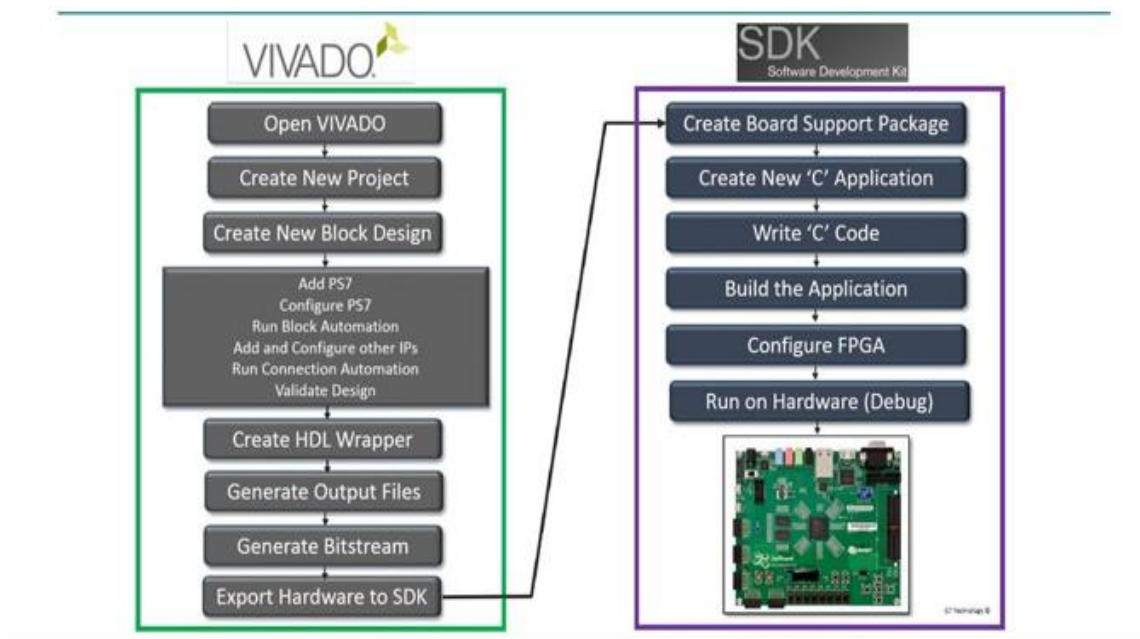 VIVADO.
Open VIVADO
Create New Project
Create New Block Design
Add PS7
Configure PS7
Run Block Automation
Add and Configure other IPs
Run Connection Automation
Validate Design
Create HDL Wrapper
Generate Output Files
Generate Bitstream
Export Hardware to SDK
SDK
Software Development Kit
Create Board Support Package
Create New ‘C’ Application
Write ‘C’ Code
Build the Application
Configure FPGA
Run on Hardware (Debug)